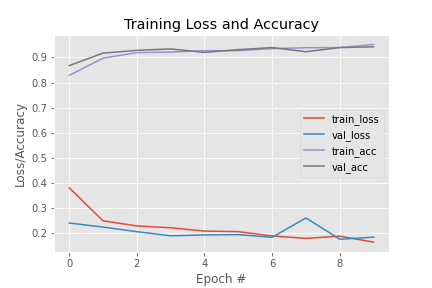 Training Loss and Accuracy
Loss/Accuracy
0.9
0.8
0.7
0.6
0.5
0.4
0.3
0.2
train_loss
val_loss
train_acc
val_acc
0 2 4 6 8
Epoch #